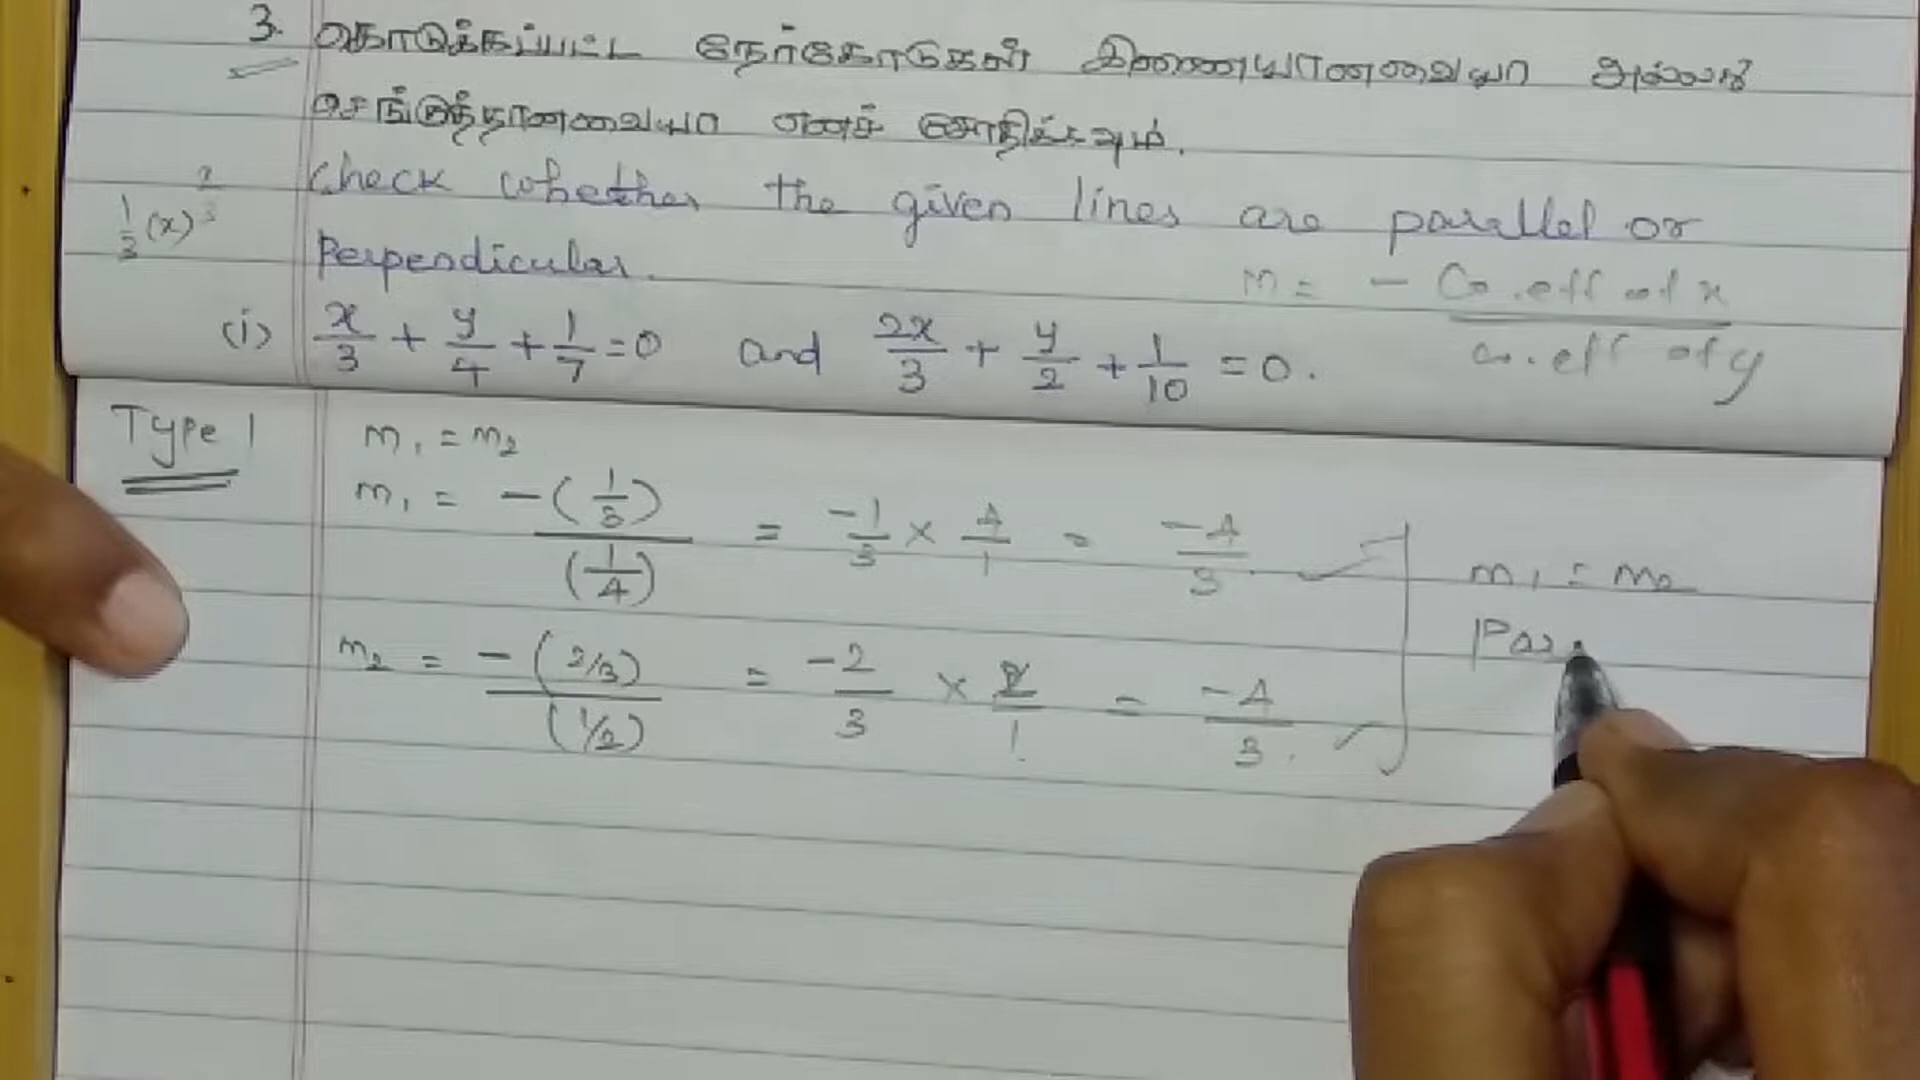 3. கொடுக்கப்பட்ட நேர்கோடுகள் இணையானவையா அல்லது
செங்குத்தானவையா எனச் சோதிக்கவும்.
check whether the given lines are parallel or
Perpendicular.
1/3 (x)
m = - Co.eff of x / co.eff of y
(i) x/3 + y/4 + 1/7 = 0 and 2x/3 + y/2 + 1/10 = 0.
Type 1
m₁ = m₂
m₁ = -(1/3) / (1/4) = -1/3 × 4/1 = -4/3
m₁ = m₂
Par
m₂ = -(2/3) / (1/2) = -2/3 × 2/1 = -4/3.